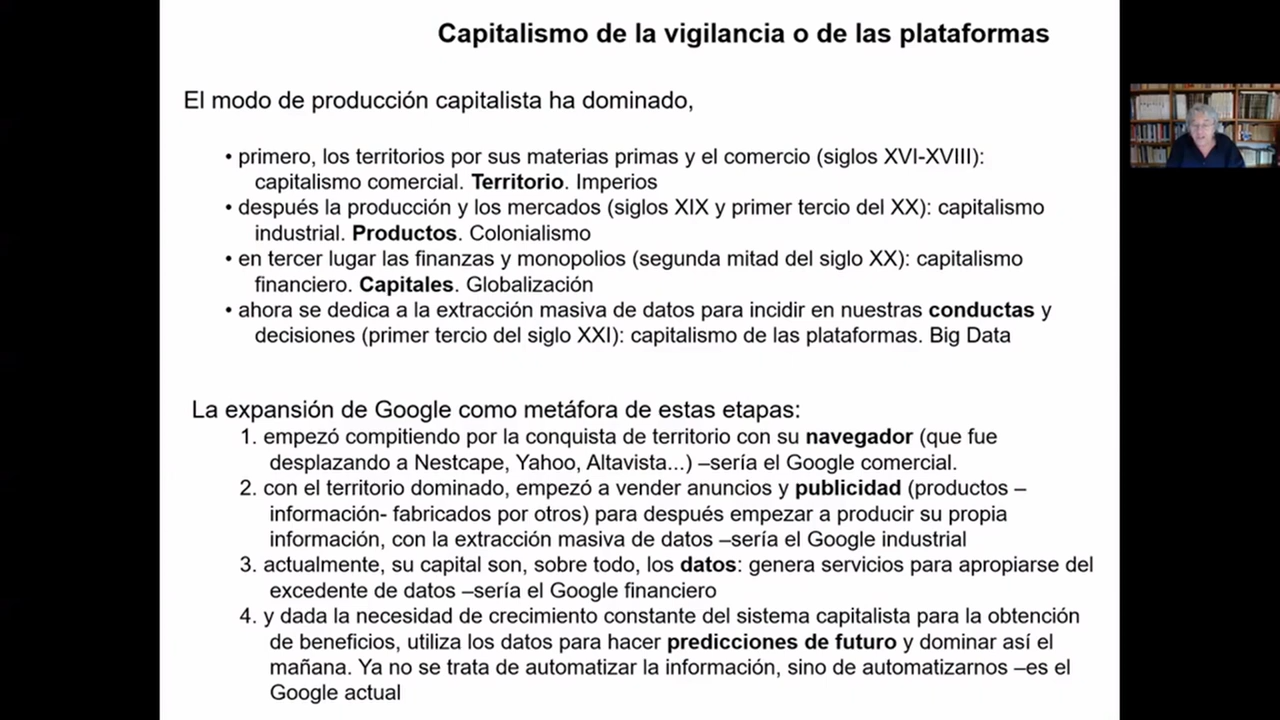 Capitalismo de la vigilancia o de las plataformas
El modo de producción capitalista ha dominado,
• primero, los territorios por sus materias primas y el comercio (siglos XVI-XVIII):
capitalismo comercial. Territorio. Imperios
• después la producción y los mercados (siglos XIX y primer tercio del XX): capitalismo
industrial. Productos. Colonialismo
• en tercer lugar las finanzas y monopolios (segunda mitad del siglo XX): capitalismo
financiero. Capitales. Globalización
• ahora se dedica a la extracción masiva de datos para incidir en nuestras conductas y
decisiones (primer tercio del siglo XXI): capitalismo de las plataformas. Big Data
La expansión de Google como metáfora de estas etapas:
1. empezó compitiendo por la conquista de territorio con su navegador (que fue
desplazando a Nestcape, Yahoo, Altavista...) –sería el Google comercial.
2. con el territorio dominado, empezó a vender anuncios y publicidad (productos –
información- fabricados por otros) para después empezar a producir su propia
información, con la extracción masiva de datos –sería el Google industrial
3. actualmente, su capital son, sobre todo, los datos: genera servicios para apropiarse del
excedente de datos –sería el Google financiero
4. y dada la necesidad de crecimiento constante del sistema capitalista para la obtención
de beneficios, utiliza los datos para hacer predicciones de futuro y dominar así el
mañana. Ya no se trata de automatizar la información, sino de automatizarnos –es el
Google actual